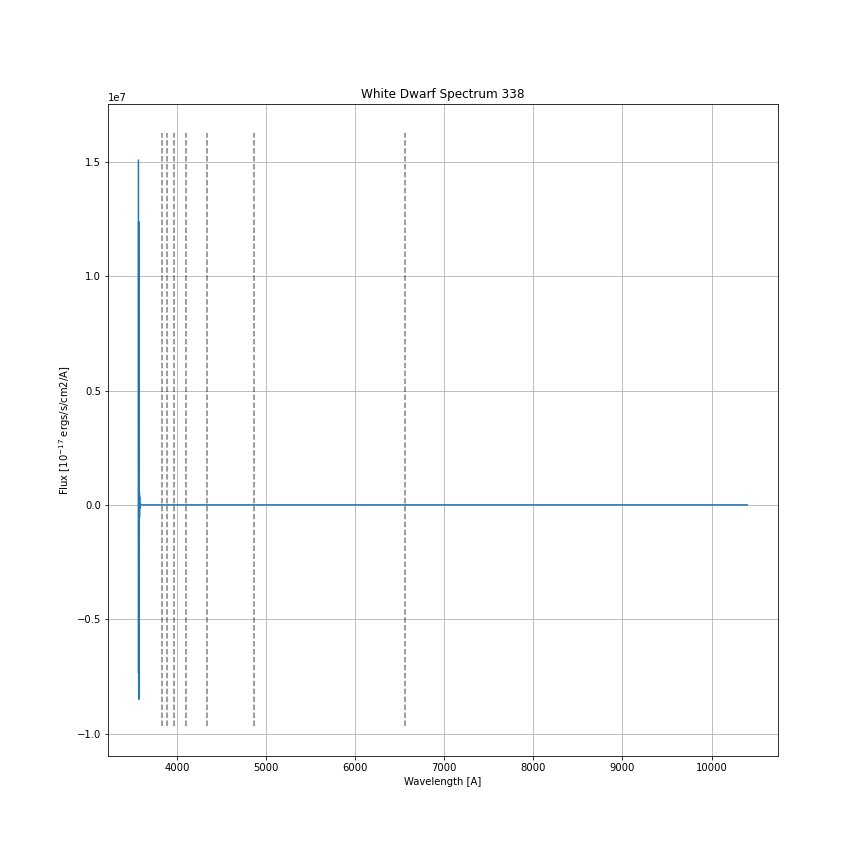 White Dwarf Spectrum 338
1e7
1.5
1.0
0.5
0.0
−0.5
−1.0
Flux [10⁻¹⁷ ergs/s/cm2/A]
4000 5000 6000 7000 8000 9000 10000
Wavelength [A]